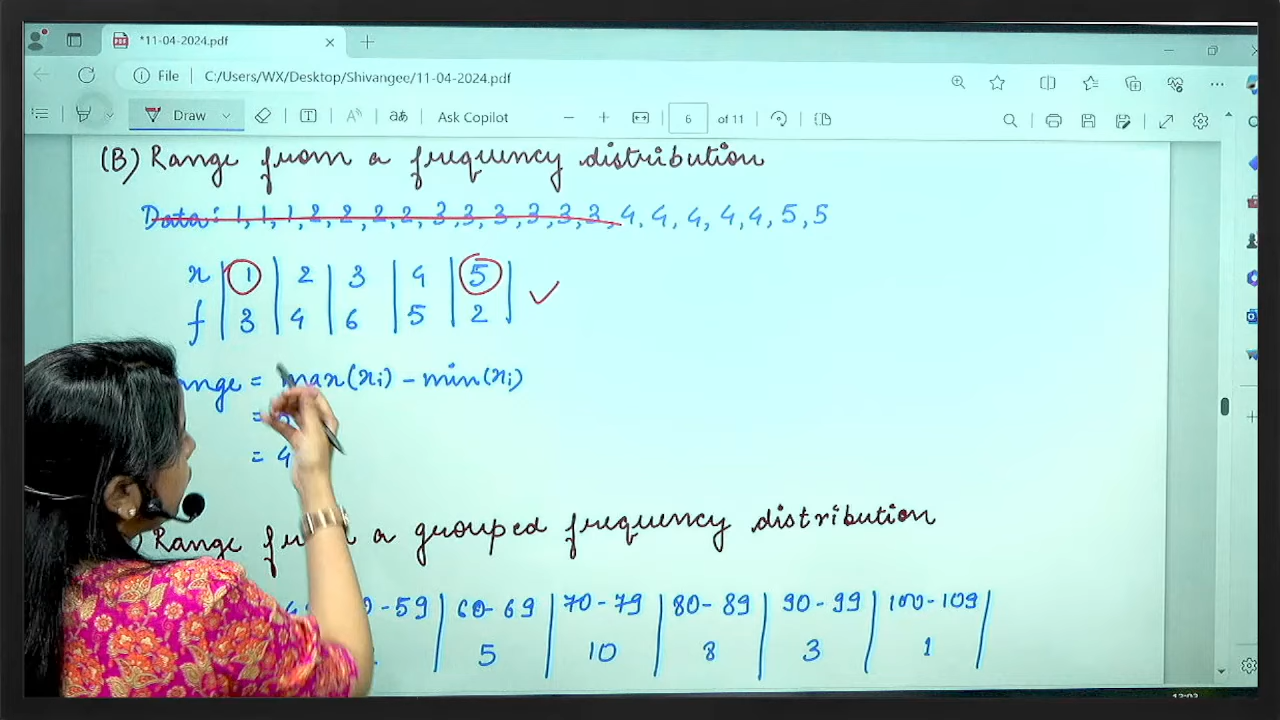 *11-04-2024.pdf
File C:/Users/WX/Desktop/Shivangee/11-04-2024.pdf
Draw Ask Copilot 6 of 11
(B) Range from a frequency distribution
Data: 1, 1, 1, 2, 2, 2, 2, 3, 3, 3, 3, 3, 3, 4, 4, 4, 4, 4, 5, 5
x 1 2 3 4 5
f 3 4 6 5 2
= max(xi) - min(xi)
=
= 4
Range a grouped frequency distribution
-59 60-69 70-79 80-89 90-99 100-109
5 10 8 3 1